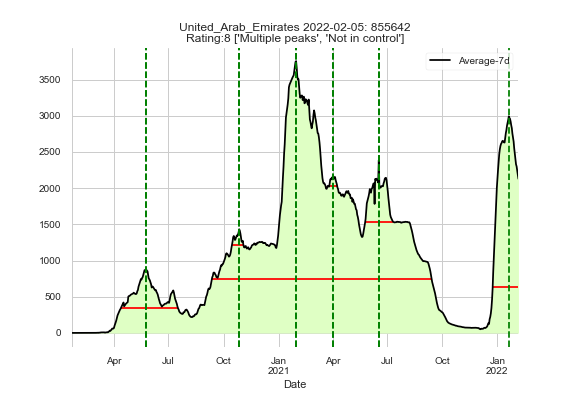 United_Arab_Emirates 2022-02-05: 855642
Rating:8 ['Multiple peaks', 'Not in control']
Average-7d
3500
3000
2500
2000
1500
1000
500
0
Apr Jul Oct Jan Apr Jul Oct Jan
2021 2022
Date